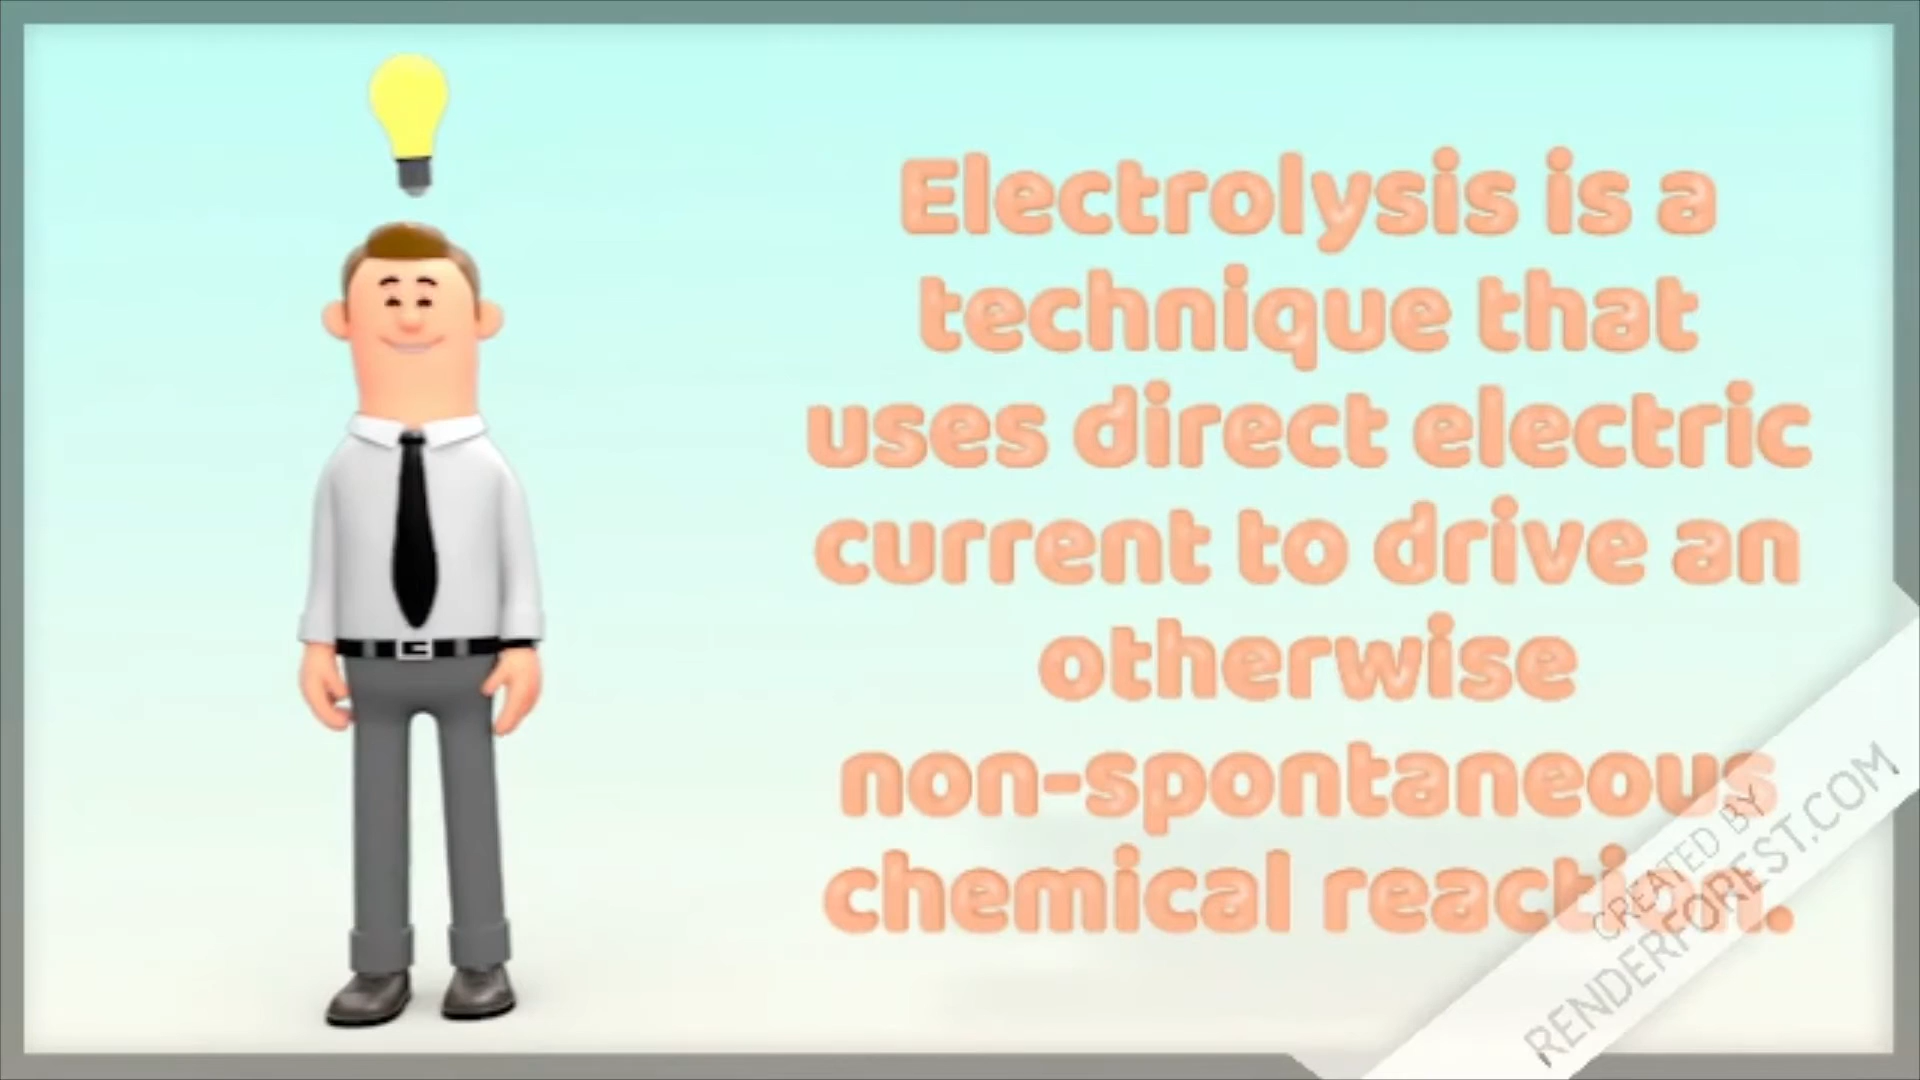 Electrolysis is a
technique that
uses direct electric
current to drive an
otherwise
non-spontaneous
chemical reaction.
CREATED BY
RENDERFOREST.COM